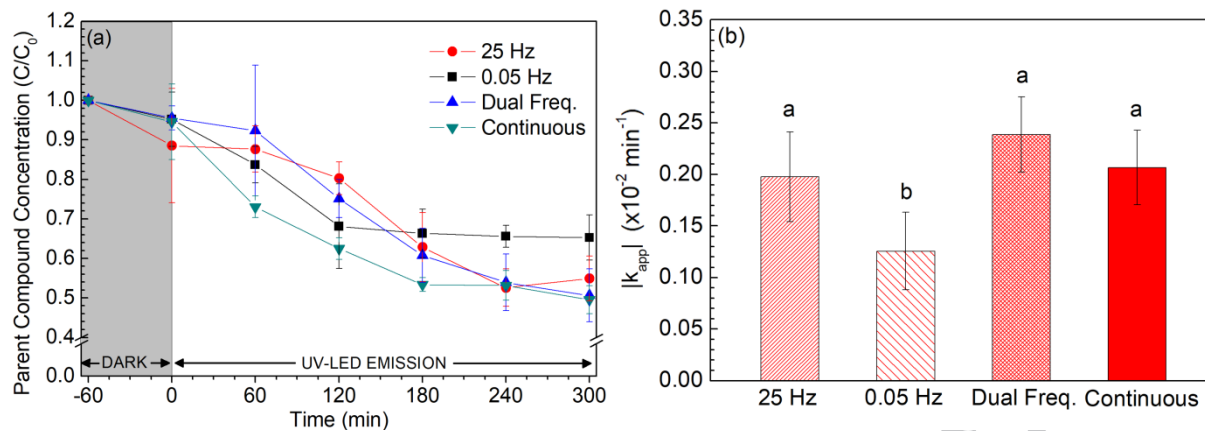 (a)
25 Hz
0.05 Hz
Dual Freq.
Continuous
Parent Compound Concentration (C/C₀)
1.2
1.1
1.0
0.9
0.8
0.7
0.6
0.5
0.4
0.0
DARK
UV-LED EMISSION
-60 0 60 120 180 240 300
Time (min)
(b)
|k_app| (x10⁻² min⁻¹)
0.35
0.30
0.25
0.20
0.15
0.10
0.05
0.00
a
b
a
a
25 Hz 0.05 Hz Dual Freq. Continuous